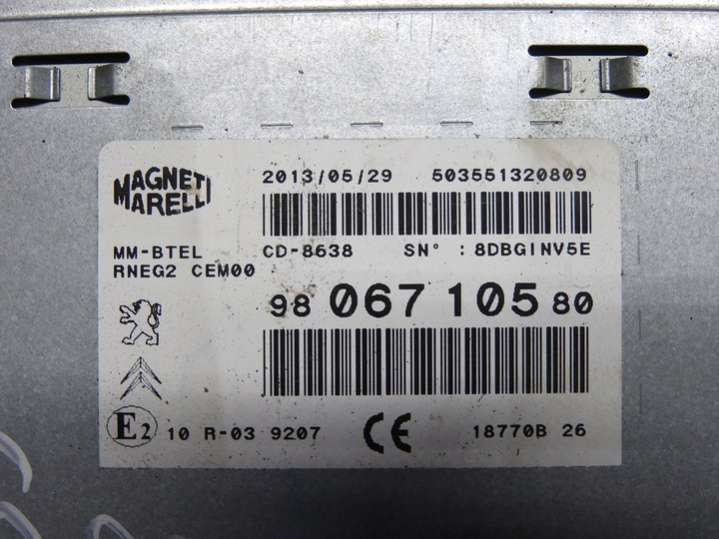 MAGNETI
MARELLI
2013/05/29 503551320809
MM-BTEL CD-8638 SN° : 8DBGINV5E
RNEG2 CEM00
98 067 105 80
E2 10 R-03 9207 CE 18770B 26